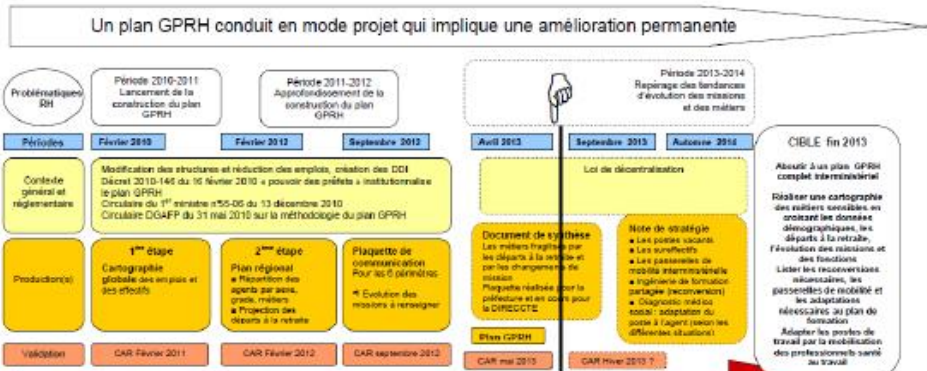 Un plan GPRH conduit en mode projet qui implique une amélioration permanente
Problématiques
RH
Période 2010-2011
Lancement de la
construction du plan
GPRH
Période 2011-2012
Approfondissement de la
construction du plan
GPRH
Période 2013-2014
Repérage des tendances
d'évolution des missions
et des métiers
Périodes
Février 2010
Février 2012
Septembre 2012
Avril 2013
Septembre 2013
Automne 2014
Contexte
général et
réglementaire
Modification des structures et réduction des emplois, création des DDI
Décret 2010-146 du 16 février 2010 « pouvoir des préfets » institutionnalise
le plan GPRH
Circulaire du 1er ministre n°55-06 du 13 décembre 2010
Circulaire DGAFP du 31 mai 2010 sur la méthodologie du plan GPRH
Loi de décentralisation
Production(s)
1ère étape
Cartographie
globale des emplois et
des effectifs
2ème étape
Plan régional
■ Répartition des
agents par sexe,
grade, métiers
■ Projection des
départs à la retraite
Plaquette de
communication
Pour les 6 périmètres
Evolution des
missions à renseigner
Document de synthèse
Les métiers fragilisés par
les départs à la retraite et
par les changements de
mission
Plaquette réalisée pour la
préfecture et en cours pour
la DIRECCTE
Plan GPRH
Note de stratégie
■ Les postes vacants
■ Les sureffectifs
■ Les passerelles de
mobilité interministérielle
■ Ingénierie de formation
partagée (reconversion)
■ Diagnostic médico
social : adaptation du
poste à l'agent (selon les
différentes situations)
Validation
CAR Février 2011
CAR Février 2012
CAR septembre 2012
CAR mai 2013
CAR Hiver 2013 ?
CIBLE fin 2013
Aboutir à un plan GPRH
complet interministériel
Réaliser une cartographie
des métiers sensibles en
croisant les données
démographiques, les
départs à la retraite,
l'évolution des missions et
des fonctions
Lister les reconversions
nécessaires, les
passerelles de mobilité et
les adaptations
nécessaires au plan de
formation
Adapter les postes de
travail par la mobilisation
des professionnels santé
au travail